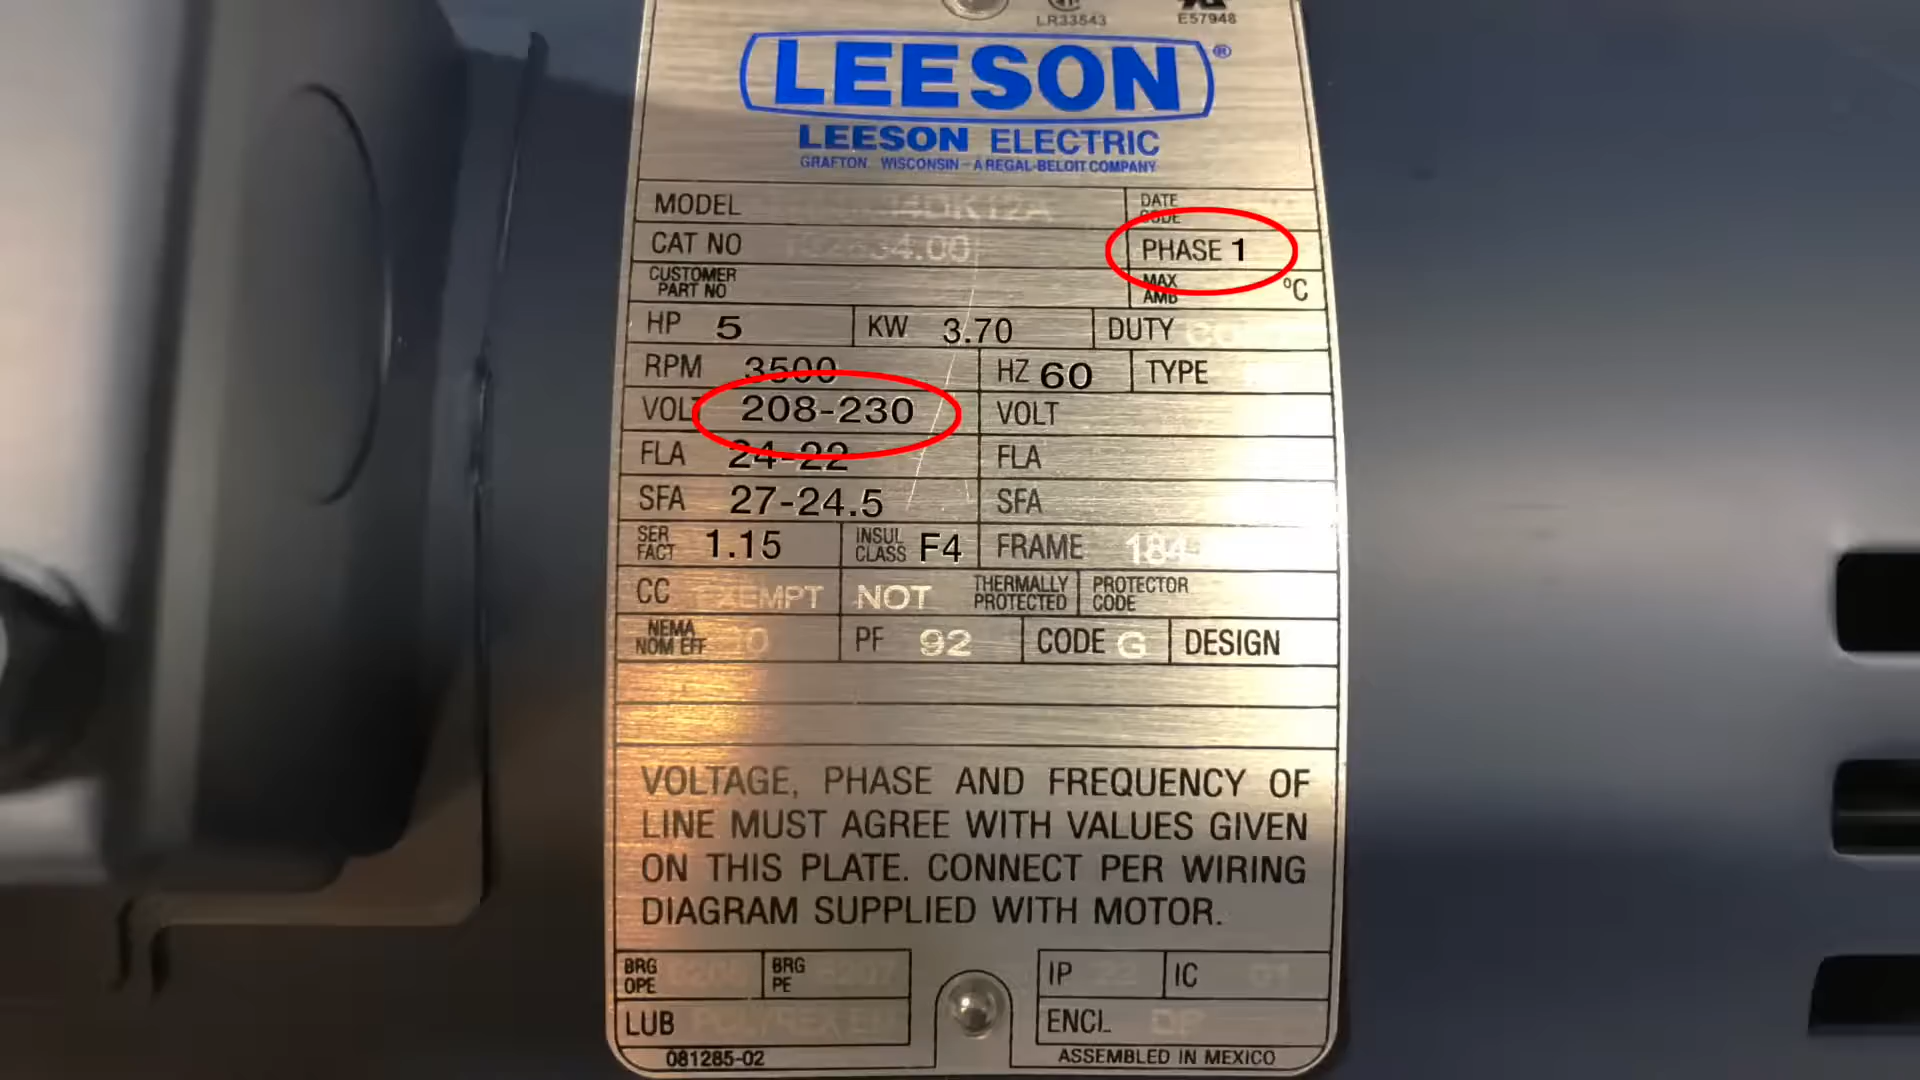 LR33543 E57948
LEESON®
LEESON ELECTRIC
GRAFTON, WISCONSIN – A REGAL-BELOIT COMPANY
MODEL DATE CODE
CAT NO PHASE 1
CUSTOMER PART NO MAX AMB °C
HP 5 KW 3.70 DUTY
RPM 3500 HZ 60 TYPE
VOLT 208-230 VOLT
FLA 24-22 FLA
SFA 27-24.5 SFA
SER FACT 1.15 INSUL CLASS F4 FRAME
CC EXEMPT NOT THERMALLY PROTECTED PROTECTOR CODE
NEMA NOM EFF PF 92 CODE G DESIGN
VOLTAGE, PHASE AND FREQUENCY OF
LINE MUST AGREE WITH VALUES GIVEN
ON THIS PLATE. CONNECT PER WIRING
DIAGRAM SUPPLIED WITH MOTOR.
BRG OPE BRG PE IP 22 IC
LUB ENCL DP
081285-02 ASSEMBLED IN MEXICO